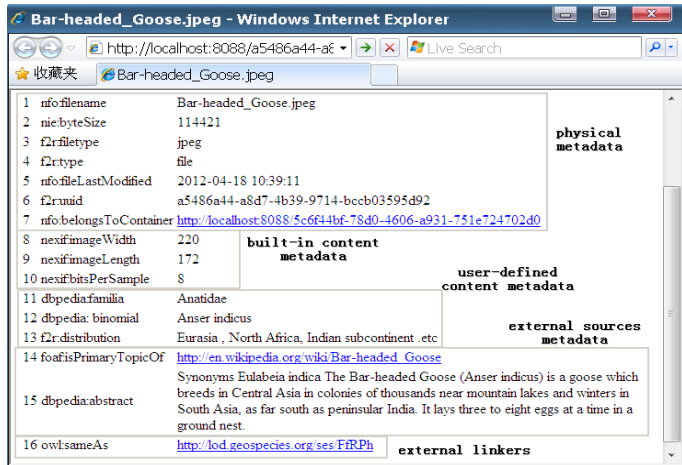 Bar-headed_Goose.jpeg - Windows Internet Explorer
http://localhost:8088/a5486a44-a8 Live Search
收藏夹 Bar-headed_Goose.jpeg
1 nfo:filename Bar-headed_Goose.jpeg
2 nie:byteSize 114421
3 f2r:filetype jpeg
4 f2r:type file
5 nfo:fileLastModified 2012-04-18 10:39:11
6 f2r:uuid a5486a44-a8d7-4b39-9714-bccb03595d92
7 nfo:belongsToContainer http://localhost:8088/5c6f44bf-78d0-4606-a931-751e724702d0
physical
metadata
8 nexif:imageWidth 220
9 nexif:imageLength 172
10 nexif:bitsPerSample 8
built-in content
metadata
user-defined
content metadata
11 dbpedia:familia Anatidae
12 dbpedia: binomial Anser indicus
13 f2r:distribution Eurasia , North Africa, Indian subcontinent .etc
external sources
metadata
14 foaf:isPrimaryTopicOf http://en.wikipedia.org/wiki/Bar-headed_Goose
15 dbpedia:abstract Synonyms Eulabeia indica The Bar-headed Goose (Anser indicus) is a goose which
breeds in Central Asia in colonies of thousands near mountain lakes and winters in
South Asia, as far south as peninsular India. It lays three to eight eggs at a time in a
ground nest.
16 owl:sameAs http://lod.geospecies.org/ses/FfRPh
external linkers